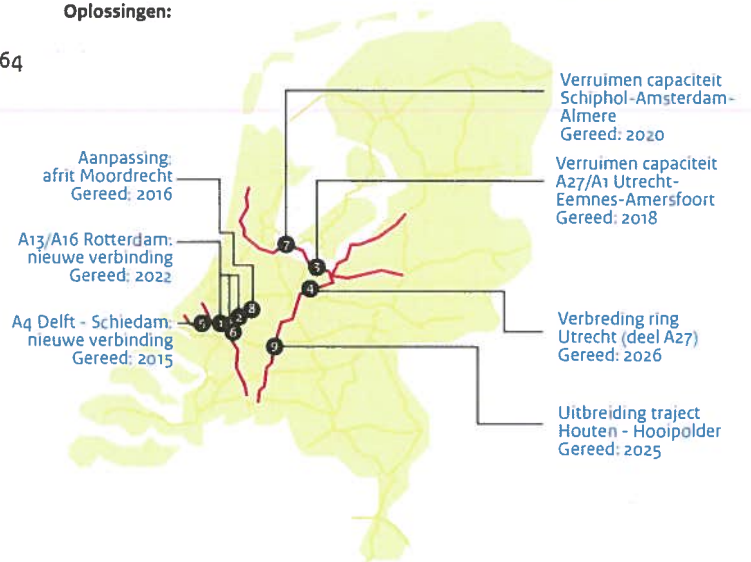 Oplossingen:
64
Verruimen capaciteit
Schiphol-Amsterdam-
Almere
Gereed: 2020
Aanpassing:
afrit Moordrecht
Gereed: 2016
Verruimen capaciteit
A27/A1 Utrecht-
Eemnes-Amersfoort
Gereed: 2018
A13/A16 Rotterdam:
nieuwe verbinding
Gereed: 2022
A4 Delft - Schiedam:
nieuwe verbinding
Gereed: 2015
Verbreding ring
Utrecht (deel A27)
Gereed: 2026
Uitbreiding traject
Houten - Hooipolder
Gereed: 2025
7
3
4
8
2
1
5
6
9